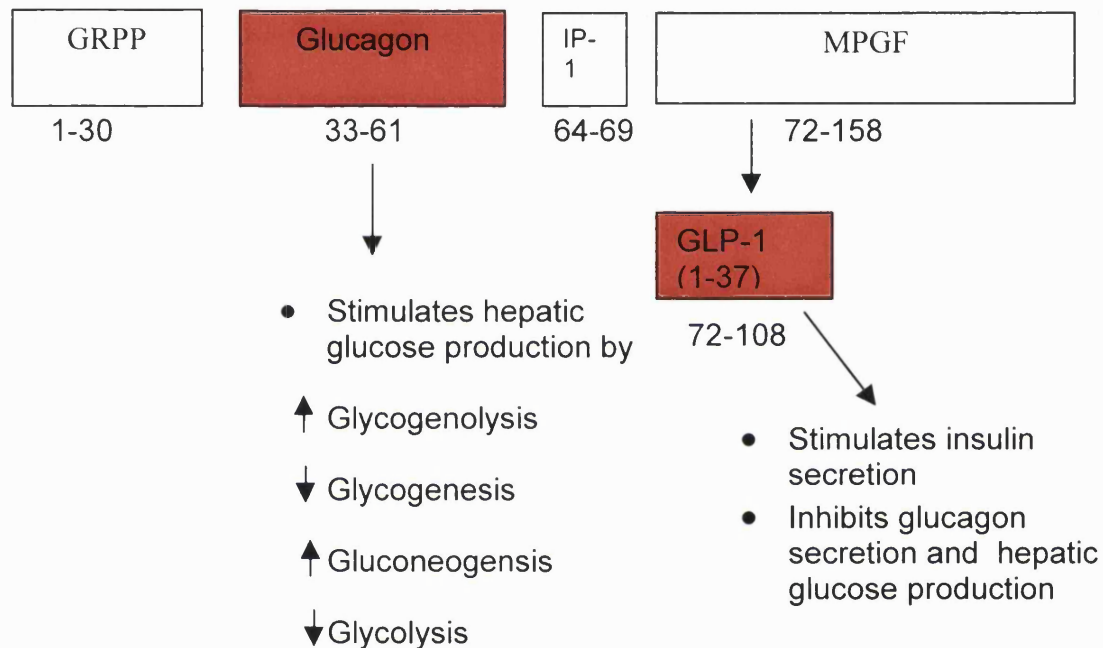 GRPP
Glucagon
IP-
1
MPGF
1-30
33-61
64-69
72-158
GLP-1
(1-37)
72-108
• Stimulates hepatic
glucose production by
Glycogenolysis
Glycogenesis
Gluconeogensis
Glycolysis
• Stimulates insulin
secretion
• Inhibits glucagon
secretion and hepatic
glucose production